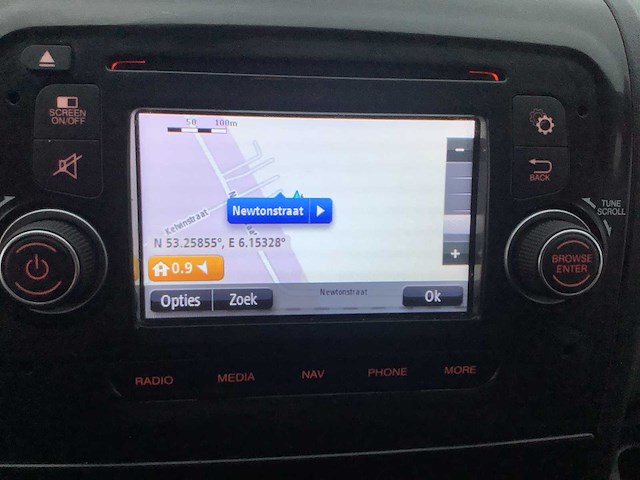 SCREEN
ON/OFF
50 100m
BACK
TUNE
SCROLL
Newtonstraat
Kelvinstraat
N 53.25855°, E 6.15328°
0.9
BROWSE
ENTER
-
+
Opties Zoek Newtonstraat Ok
RADIO MEDIA NAV PHONE MORE